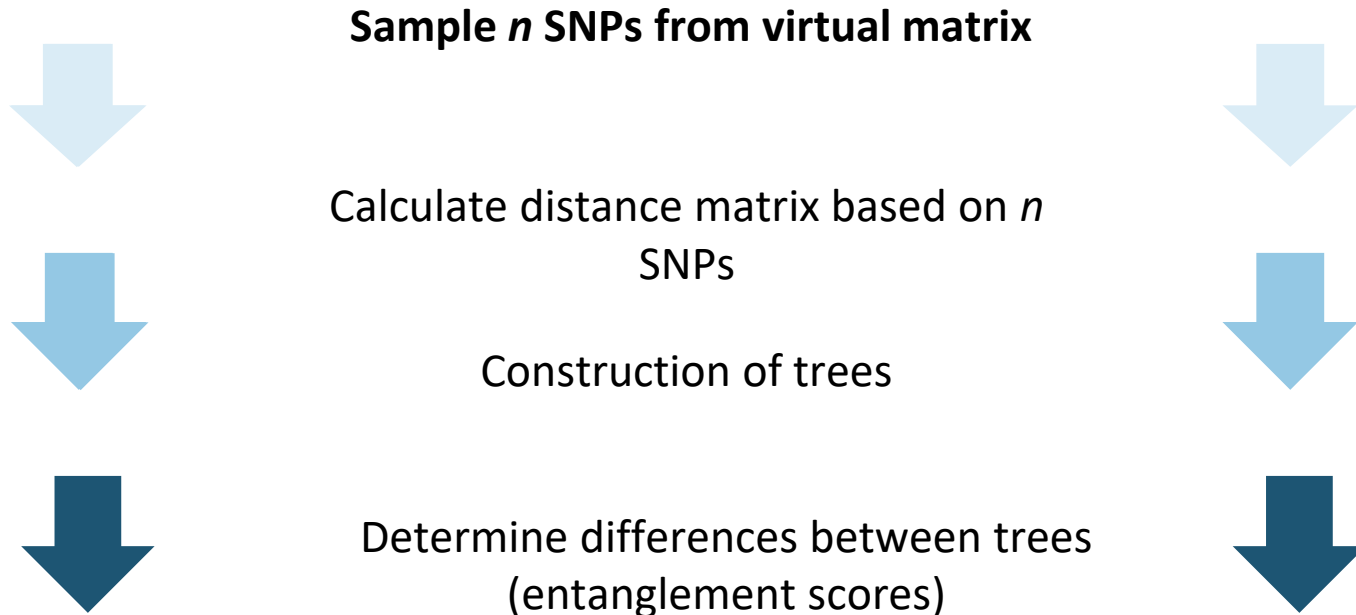 Sample n SNPs from virtual matrix
Calculate distance matrix based on n
SNPs
Construction of trees
Determine differences between trees
(entanglement scores)